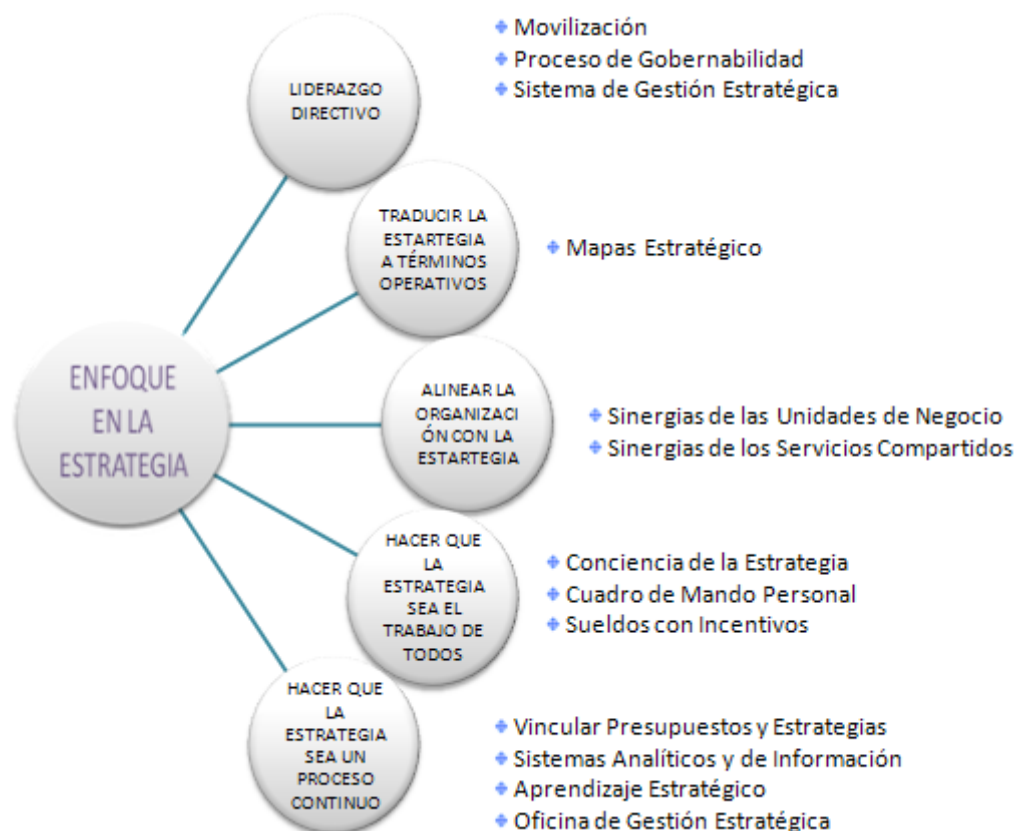 LIDERAZGO
DIRECTIVO
Movilización
Proceso de Gobernabilidad
Sistema de Gestión Estratégica
TRADUCIR LA
ESTARTEGIA
A TÉRMINOS
OPERATIVOS
Mapas Estratégico
ENFOQUE
EN LA
ESTRATEGIA
ALINEAR LA
ORGANIZACI
ÓN CON LA
ESTARTEGIA
Sinergias de las Unidades de Negocio
Sinergias de los Servicios Compartidos
HACER QUE
LA
ESTRATEGIA
SEA EL
TRABAJO DE
TODOS
Conciencia de la Estrategia
Cuadro de Mando Personal
Sueldos con Incentivos
HACER QUE
LA
ESTRATEGIA
SEA UN
PROCESO
CONTINUO
Vincular Presupuestos y Estrategias
Sistemas Analíticos y de Información
Aprendizaje Estratégico
Oficina de Gestión Estratégica